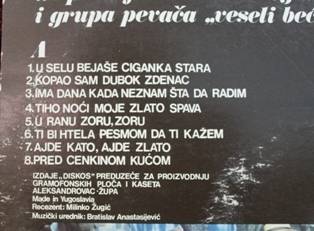 i grupa pevača „veseli beć
A
1. U SELU BEJAŠE CIGANKA STARA
2. KOPAO SAM DUBOK ZDENAC
3. IMA DANA KADA NEZNAM ŠTA DA RADIM
4. TIHO NOĆI MOJE ZLATO SPAVA
5. U RANU ZORU, ZORU
6. TI BI HTELA PESMOM DA TI KAŽEM
7. AJDE KATO, AJDE ZLATO
8. PRED CENKINOM KUĆOM
IZDAJE „DISKOS” PREDUZEĆE ZA PROIZVODNJU
GRAMOFONSKIH PLOČA I KASETA
ALEKSANDROVAC-ŽUPA
Made in Yugoslavia
Recezent: Milinko Žugić
Muzički urednik: Bratislav Anastasijević